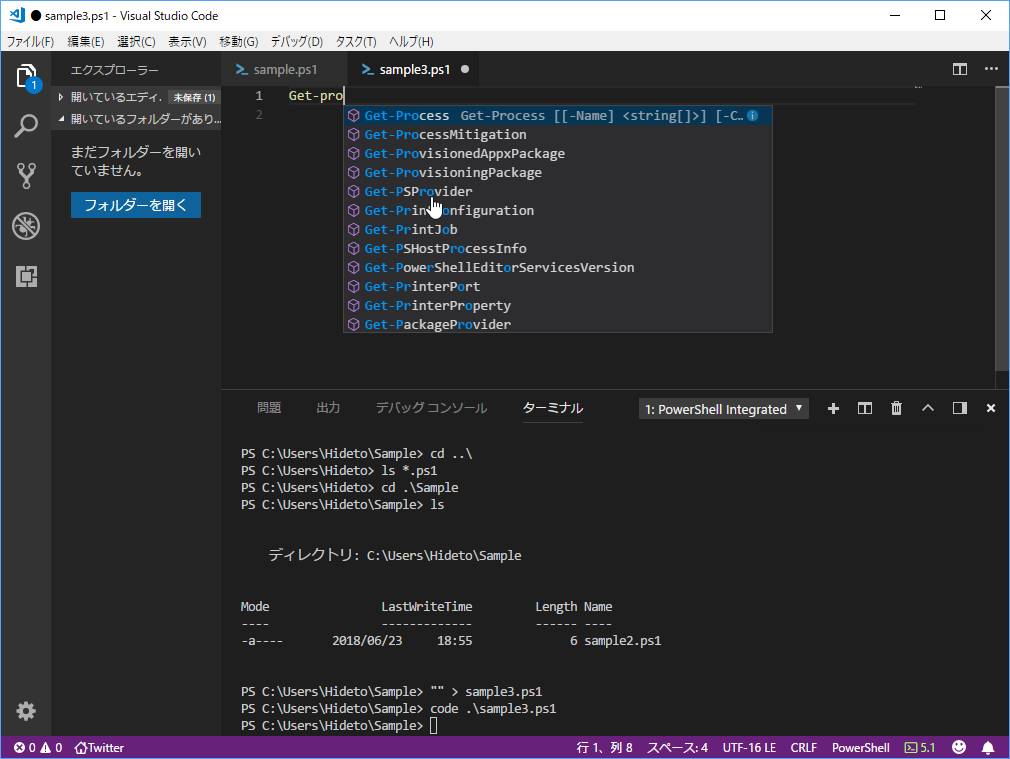 ● sample3.ps1 - Visual Studio Code
ファイル(F) 編集(E) 選択(C) 表示(V) 移動(G) デバッグ(D) タスク(T) ヘルプ(H)
1
エクスプローラー
開いているエディ. 未保存 (1)
開いているフォルダーがあり...
まだフォルダーを開い
ていません。
フォルダーを開く
sample.ps1 sample3.ps1 ●
1 Get-pro
2
Get-Process Get-Process [[-Name] <string[]>] [-C…
Get-ProcessMitigation
Get-ProvisionedAppxPackage
Get-ProvisioningPackage
Get-PSProvider
Get-PrintConfiguration
Get-PrintJob
Get-PSHostProcessInfo
Get-PowerShellEditorServicesVersion
Get-PrinterPort
Get-PrinterProperty
Get-PackageProvider
問題 出力 デバッグ コンソール ターミナル 1: PowerShell Integrated
PS C:\Users\Hideto\Sample> cd ..\
PS C:\Users\Hideto> ls *.ps1
PS C:\Users\Hideto> cd .\Sample
PS C:\Users\Hideto\Sample> ls
ディレクトリ: C:\Users\Hideto\Sample
Mode LastWriteTime Length Name
---- ------------- ------ ----
-a---- 2018/06/23 18:55 6 sample2.ps1
PS C:\Users\Hideto\Sample> "" > sample3.ps1
PS C:\Users\Hideto\Sample> code .\sample3.ps1
PS C:\Users\Hideto\Sample>
0 0 Twitter 行 1、列 8 スペース: 4 UTF-16 LE CRLF PowerShell 5.1